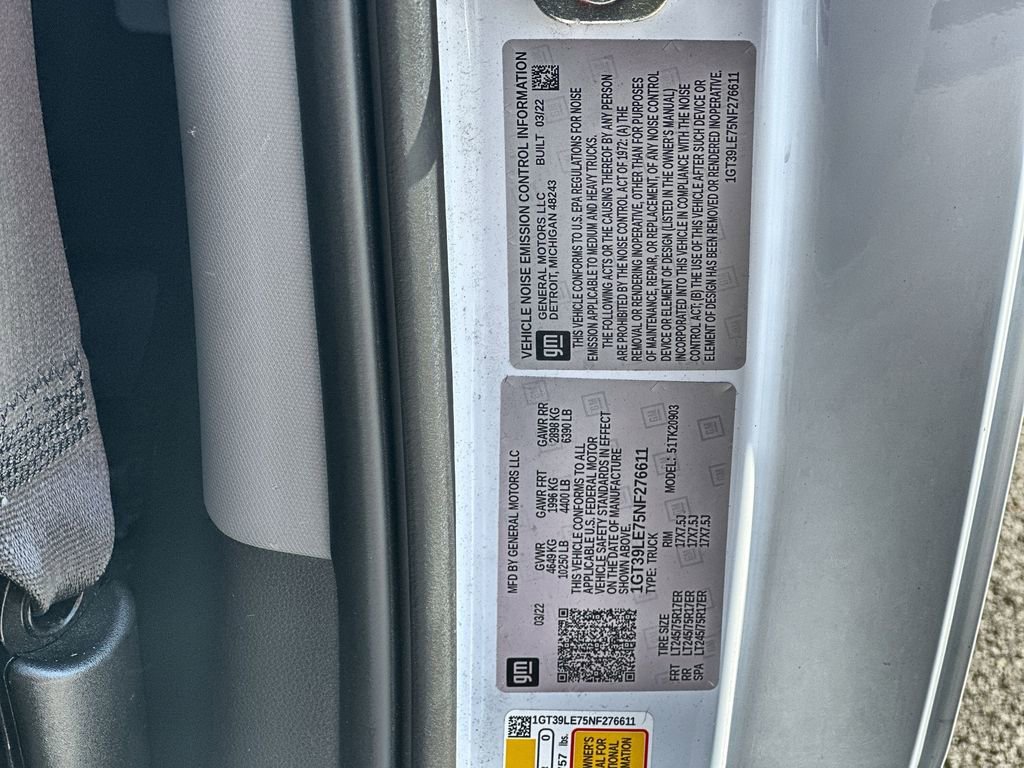 VEHICLE NOISE EMISSION CONTROL INFORMATION
gm
GENERAL MOTORS LLC BUILT 03/22
DETROIT, MICHIGAN 48243
THIS VEHICLE CONFORMS TO U.S. EPA REGULATIONS FOR NOISE
EMISSION APPLICABLE TO MEDIUM AND HEAVY TRUCKS.
THE FOLLOWING ACTS OR THE CAUSING THEREOF BY ANY PERSON
ARE PROHIBITED BY THE NOISE CONTROL ACT OF 1972: (A) THE
REMOVAL OR RENDERING INOPERATIVE, OTHER THAN FOR PURPOSES
OF MAINTENANCE, REPAIR, OR REPLACEMENT, OF ANY NOISE CONTROL
DEVICE OR ELEMENT OF DESIGN (LISTED IN THE OWNER'S MANUAL)
INCORPORATED INTO THIS VEHICLE IN COMPLIANCE WITH THE NOISE
CONTROL ACT; (B) THE USE OF THIS VEHICLE AFTER SUCH DEVICE OR
ELEMENT OF DESIGN HAS BEEN REMOVED OR RENDERED INOPERATIVE.
1GT39LE75NF276611
gm
MFD BY GENERAL MOTORS LLC
03/22 GVWR GAWR FRT GAWR RR
4649 KG 1996 KG 2898 KG
10250 LB 4400 LB 6390 LB
THIS VEHICLE CONFORMS TO ALL
APPLICABLE U.S. FEDERAL MOTOR
VEHICLE SAFETY STANDARDS IN EFFECT
ON THE DATE OF MANUFACTURE
SHOWN ABOVE.
1GT39LE75NF276611
TYPE: TRUCK MODEL: 51TK20903
TIRE SIZE RIM
FRT LT245/75R17ER 17X7.5J
RR LT245/75R17ER 17X7.5J
SPA LT245/75R17ER 17X7.5J
1GT39LE75NF276611
0
757 lbs.